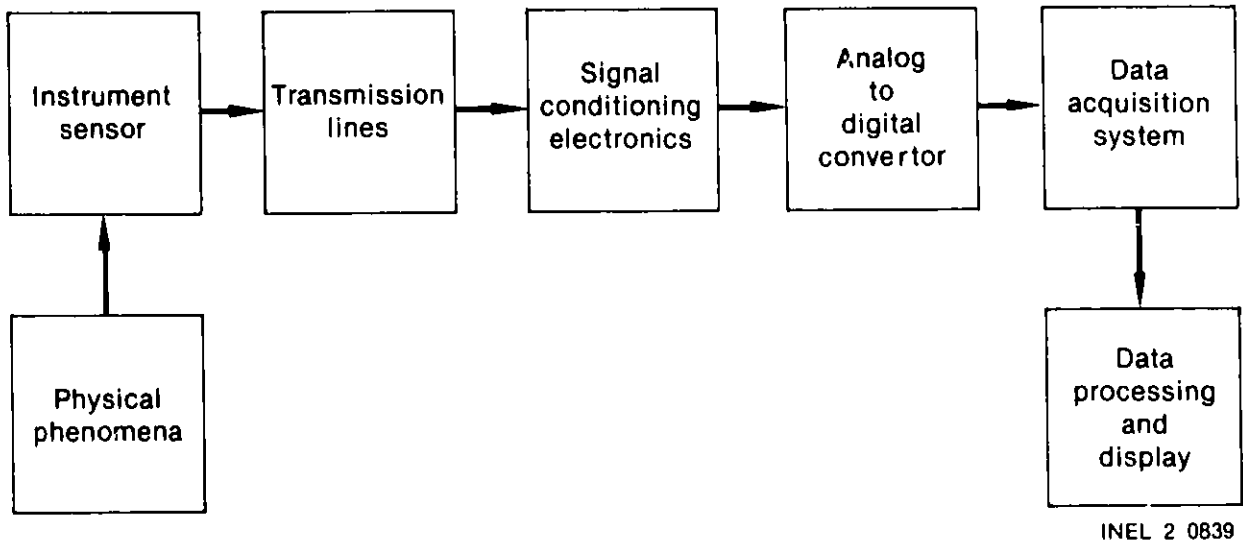 Instrument
sensor
Transmission
lines
Signal
conditioning
electronics
Analog
to
digital
convertor
Data
acquisition
system
Physical
phenomena
Data
processing
and
display
INEL 2 0839